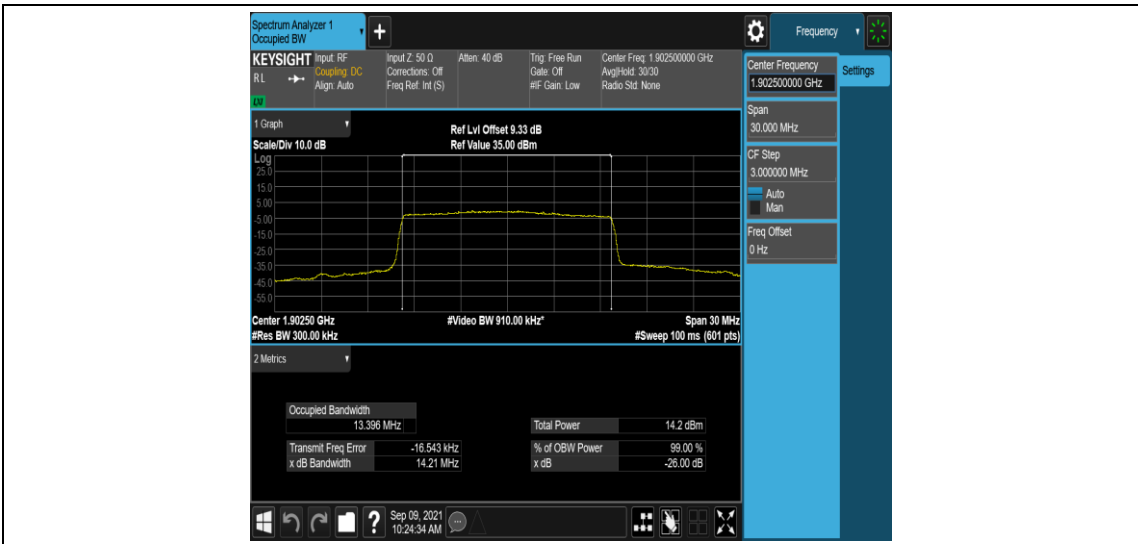 Spectrum Analyzer 1
Occupied BW
+
Frequency
KEYSIGHT
RL
LXI
Input: RF
Coupling: DC
Align: Auto
Input Z: 50 Ω
Corrections: Off
Freq Ref: Int (S)
Atten: 40 dB
Trig: Free Run
Gate: Off
#IF Gain: Low
Center Freq: 1.902500000 GHz
Avg|Hold: 30/30
Radio Std: None
Center Frequency
1.902500000 GHz
Settings
Span
30.000 MHz
CF Step
3.000000 MHz
Auto
Man
Freq Offset
0 Hz
1 Graph
Scale/Div 10.0 dB
Ref Lvl Offset 9.33 dB
Ref Value 35.00 dBm
Log
25.0
15.0
5.00
-5.00
-15.0
-25.0
-35.0
-45.0
-55.0
Center 1.90250 GHz
#Video BW 910.00 kHz*
Span 30 MHz
#Res BW 300.00 kHz
#Sweep 100 ms (601 pts)
2 Metrics
Occupied Bandwidth
13.396 MHz
Total Power 14.2 dBm
Transmit Freq Error -16.543 kHz
% of OBW Power 99.00 %
x dB Bandwidth 14.21 MHz
x dB -26.00 dB
?
Sep 09, 2021
10:24:34 AM